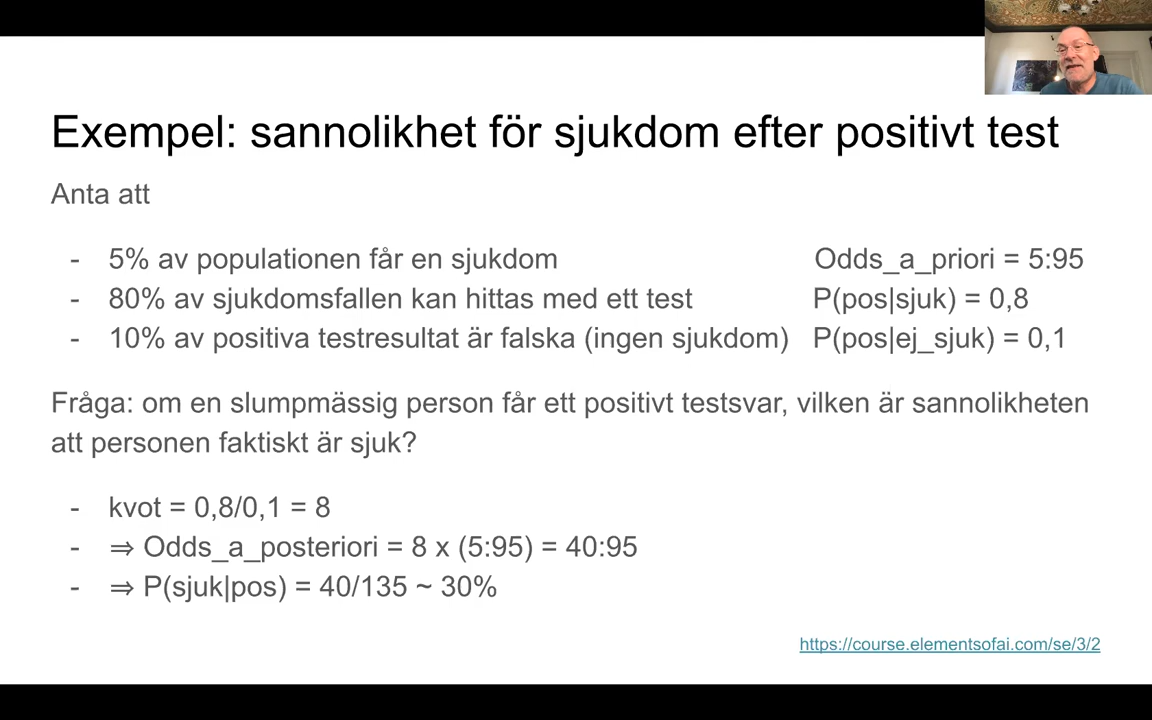 Exempel: sannolikhet för sjukdom efter positivt test
Anta att
- 5% av populationen får en sjukdom Odds_a_priori = 5:95
- 80% av sjukdomsfallen kan hittas med ett test P(pos|sjuk) = 0,8
- 10% av positiva testresultat är falska (ingen sjukdom) P(pos|ej_sjuk) = 0,1
Fråga: om en slumpmässig person får ett positivt testsvar, vilken är sannolikheten
att personen faktiskt är sjuk?
- kvot = 0,8/0,1 = 8
- ⇒ Odds_a_posteriori = 8 x (5:95) = 40:95
- ⇒ P(sjuk|pos) = 40/135 ~ 30%
https://course.elementsofai.com/se/3/2